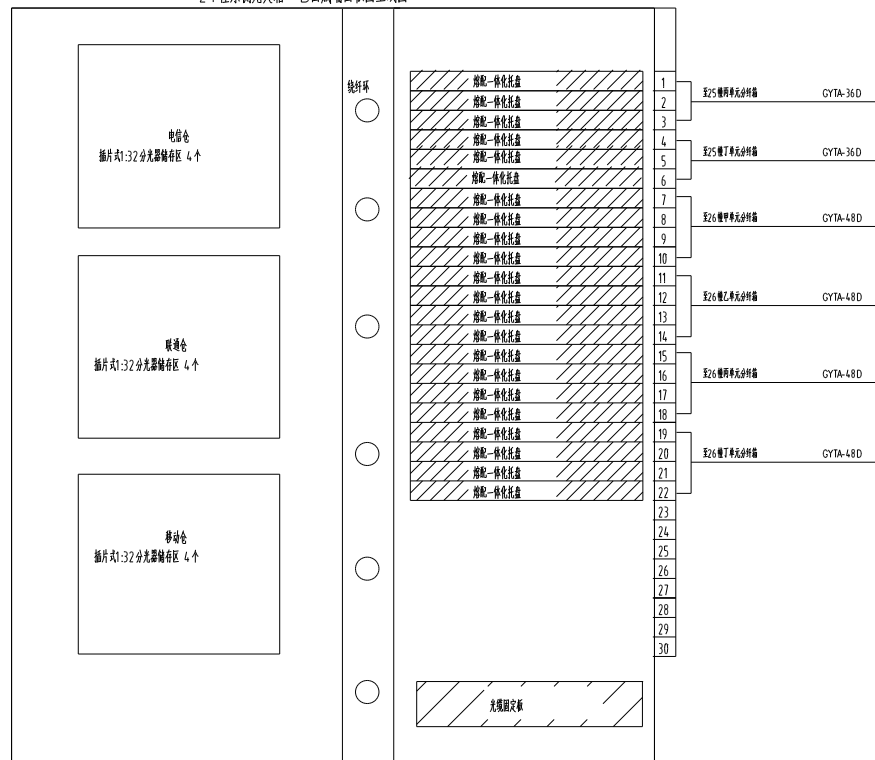 绕纤环
电信仓
插片式1:32分光器储存区 4个
联通仓
插片式1:32分光器储存区 4个
移动仓
插片式1:32分光器储存区 4个
熔配一体化托盘 1
熔配一体化托盘 2
熔配一体化托盘 3
熔配一体化托盘 4
熔配一体化托盘 5
熔配一体化托盘 6
熔配一体化托盘 7
熔配一体化托盘 8
熔配一体化托盘 9
熔配一体化托盘 10
熔配一体化托盘 11
熔配一体化托盘 12
熔配一体化托盘 13
熔配一体化托盘 14
熔配一体化托盘 15
熔配一体化托盘 16
熔配一体化托盘 17
熔配一体化托盘 18
熔配一体化托盘 19
熔配一体化托盘 20
熔配一体化托盘 21
熔配一体化托盘 22
23
24
25
26
27
28
29
30
光缆固定板
至25幢丙单元分纤箱 GYTA-36D
至25幢丁单元分纤箱 GYTA-36D
至26幢甲单元分纤箱 GYTA-48D
至26幢乙单元分纤箱 GYTA-48D
至26幢丙单元分纤箱 GYTA-48D
至26幢丁单元分纤箱 GYTA-48D